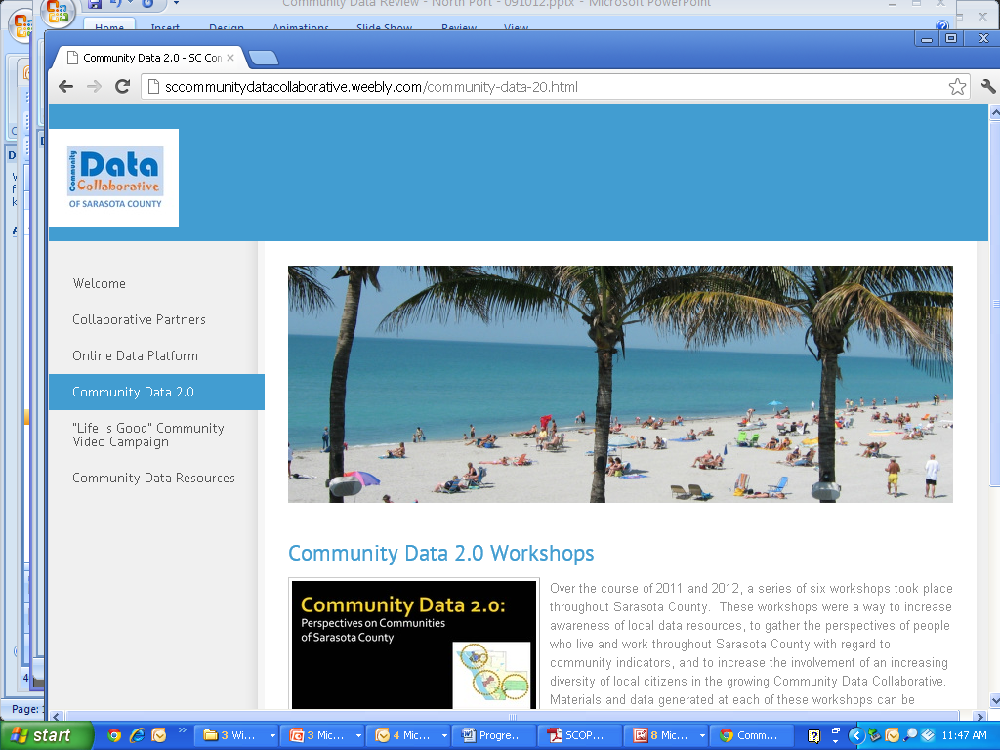 Community Data Review - North Port - 091012.pptx - Microsoft PowerPoint
Home Insert Design Animations Slide Show Review View
Community Data 2.0 - SC Con
sccommunitydatacollaborative.weebly.com/community-data-20.html
Community
Data
Collaborative
OF SARASOTA COUNTY
Welcome
Collaborative Partners
Online Data Platform
Community Data 2.0
"Life is Good" Community
Video Campaign
Community Data Resources
Community Data 2.0 Workshops
Community Data 2.0:
Perspectives on Communities
of Sarasota County
Over the course of 2011 and 2012, a series of six workshops took place
throughout Sarasota County. These workshops were a way to increase
awareness of local data resources, to gather the perspectives of people
who live and work throughout Sarasota County with regard to
community indicators, and to increase the involvement of an increasing
diversity of local citizens in the growing Community Data Collaborative.
Materials and data generated at each of these workshops can be
Page: 
start
3 Wi...
3 Mic...
4 Mic...
Progre...
SCOP...
8 Mic...
Comm...
11:47 AM